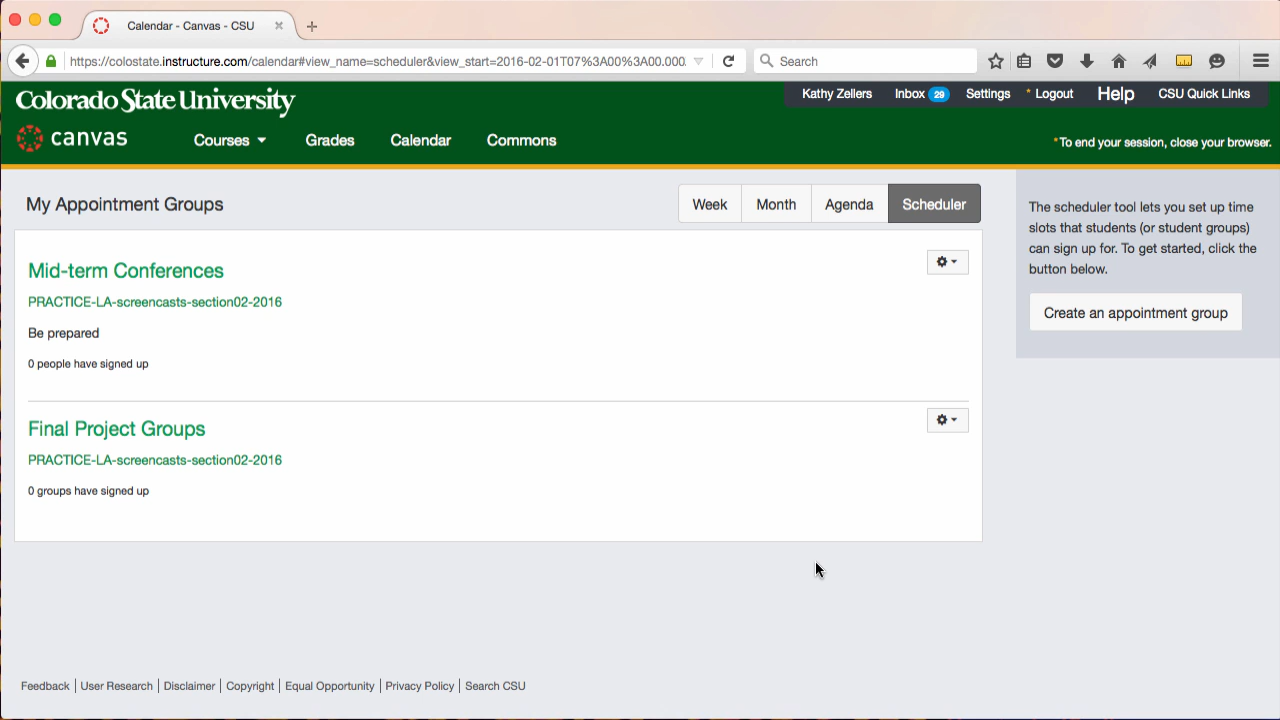 Calendar - Canvas - CSU
https://colostate.instructure.com/calendar#view_name=scheduler&view_start=2016-02-01T07%3A00%3A00.000
Search
Colorado State University
Kathy Zellers Inbox 29 Settings * Logout Help CSU Quick Links
canvas Courses Grades Calendar Commons
*To end your session, close your browser.
My Appointment Groups
Week Month Agenda Scheduler
Mid-term Conferences
PRACTICE-LA-screencasts-section02-2016
Be prepared
0 people have signed up
Final Project Groups
PRACTICE-LA-screencasts-section02-2016
0 groups have signed up
The scheduler tool lets you set up time
slots that students (or student groups)
can sign up for. To get started, click the
button below.
Create an appointment group
Feedback | User Research | Disclaimer | Copyright | Equal Opportunity | Privacy Policy | Search CSU